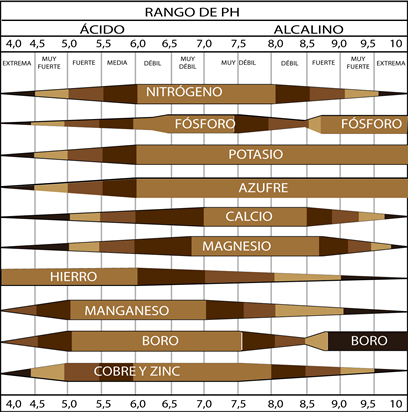 RANGO DE PH
ÁCIDO ALCALINO
4,0 4,5 5,0 5,5 6,0 6,5 7,0 7,5 8,0 8,5 9,0 9,5 10
EXTREMA MUY FUERTE FUERTE MEDIA DÉBIL MUY DÉBIL MUY DÉBIL DÉBIL FUERTE MUY FUERTE EXTREMA
NITRÓGENO
FÓSFORO FÓSFORO
POTASIO
AZUFRE
CALCIO
MAGNESIO
HIERRO
MANGANESO
BORO BORO
COBRE Y ZINC
4,0 4,5 5,0 5,5 6,0 6,5 7,0 7,5 8,0 8,5 9,0 9,5 10